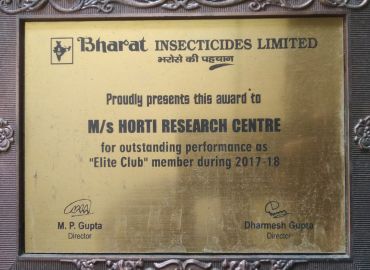 Bharat INSECTICIDES LIMITED
भरोसे की पहचान
Proudly presents this award to
M/s HORTI RESEARCH CENTRE
for outstanding performance as
"Elite Club" member during 2017-18
M. P. Gupta
Director
Dharmesh Gupta
Director